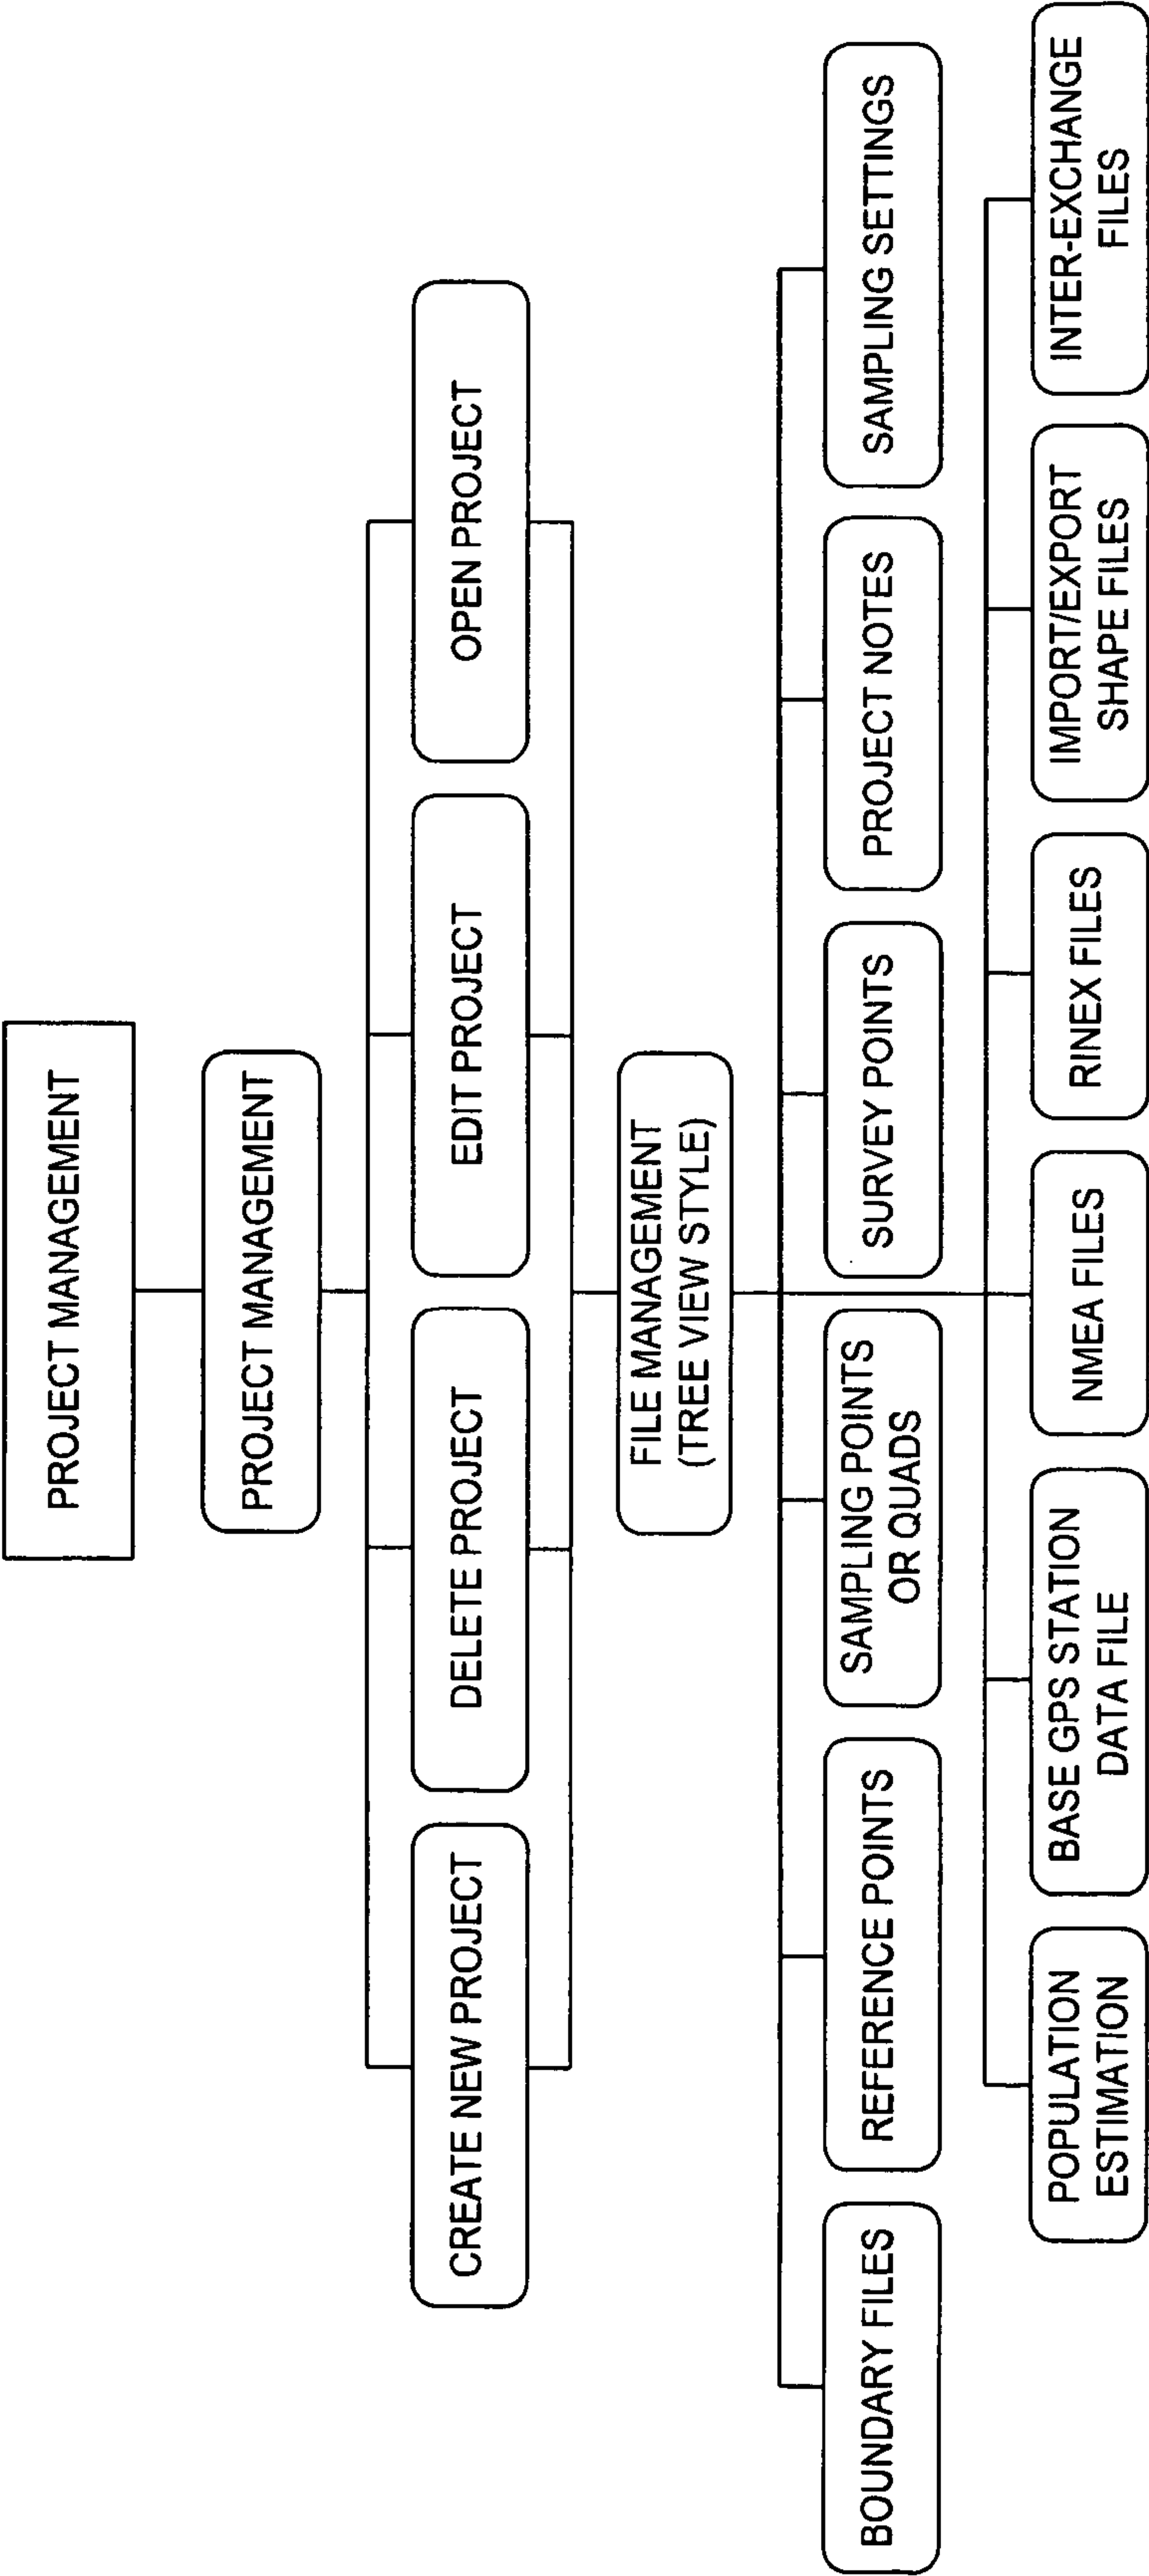 PROJECT MANAGEMENT
PROJECT MANAGEMENT
CREATE NEW PROJECT
DELETE PROJECT
EDIT PROJECT
OPEN PROJECT
FILE MANAGEMENT
(TREE VIEW STYLE)
BOUNDARY FILES
REFERENCE POINTS
SAMPLING POINTS
OR QUADS
SURVEY POINTS
PROJECT NOTES
SAMPLING SETTINGS
POPULATION
ESTIMATION
BASE GPS STATION
DATA FILE
NMEA FILES
RINEX FILES
IMPORT/EXPORT
SHAPE FILES
INTER-EXCHANGE
FILES